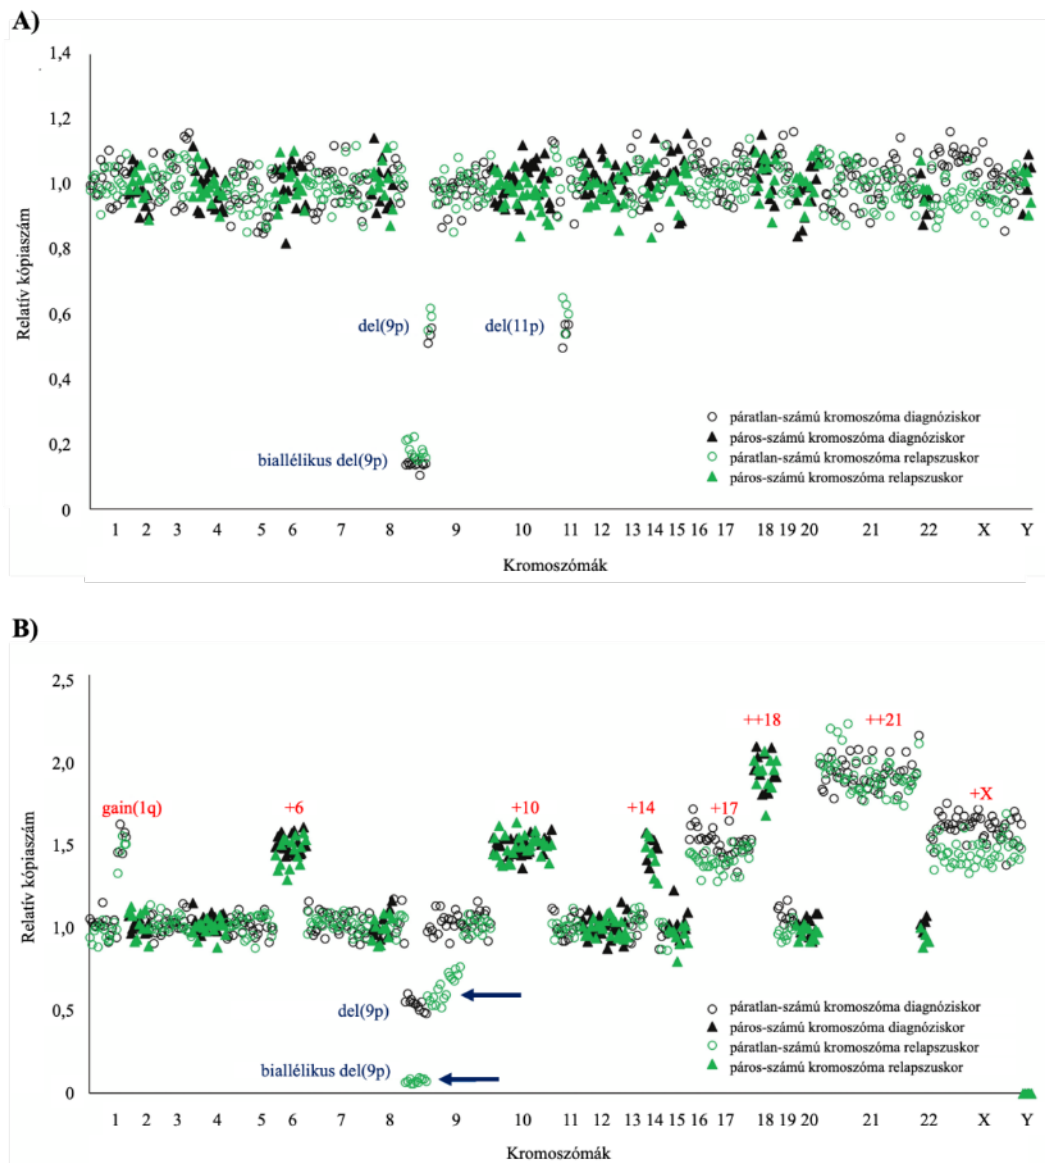 A)
1,4
1,2
1,0
0,8
0,6
0,4
0,2
0
Relatív kópiaszám
del(9p)
del(11p)
biallélikus del(9p)
páratlan-számú kromoszóma diagnóziskor
páros-számú kromoszóma diagnóziskor
páratlan-számú kromoszóma relapszuskor
páros-számú kromoszóma relapszuskor
1 2 3 4 5 6 7 8 9 10 11 12 13 14 15 16 17 18 19 20 21 22 X Y
Kromoszómák
B)
2,5
2,0
1,5
1,0
0,5
0
Relatív kópiaszám
gain(1q)
+6
+10
+14
+17
++18
++21
+X
del(9p)
biallélikus del(9p)
páratlan-számú kromoszóma diagnóziskor
páros-számú kromoszóma diagnóziskor
páratlan-számú kromoszóma relapszuskor
páros-számú kromoszóma relapszuskor
1 2 3 4 5 6 7 8 9 10 11 12 13 14 15 16 17 18 19 20 21 22 X Y
Kromoszómák